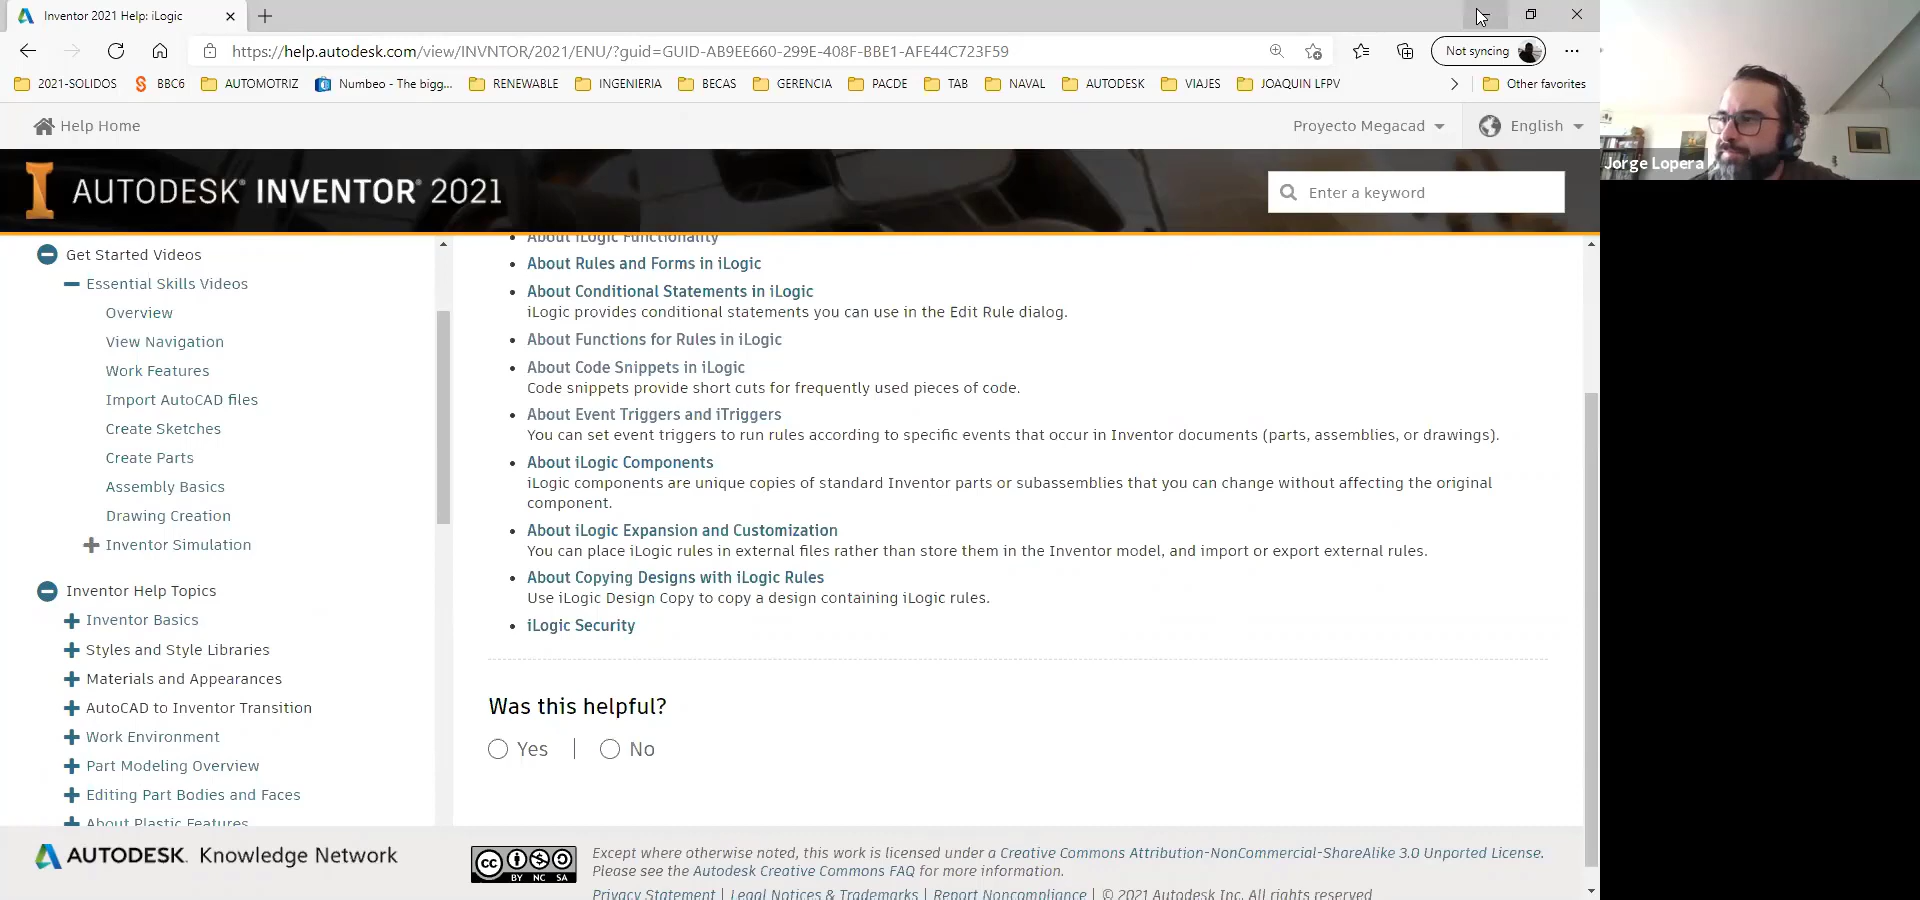 Inventor 2021 Help: iLogic
https://help.autodesk.com/view/INVNTOR/2021/ENU/?guid=GUID-AB9EE660-299E-408F-BBE1-AFE44C723F59
Not syncing
2021-SOLIDOS
BBC6
AUTOMOTRIZ
Numbeo - The bigg...
RENEWABLE
INGENIERIA
BECAS
GERENCIA
PACDE
TAB
NAVAL
AUTODESK
VIAJES
JOAQUIN LFPV
Other favorites
Help Home
Proyecto Megacad
English
Jorge Lopera
AUTODESK® INVENTOR® 2021
Enter a keyword
Get Started Videos
Essential Skills Videos
Overview
View Navigation
Work Features
Import AutoCAD files
Create Sketches
Create Parts
Assembly Basics
Drawing Creation
Inventor Simulation
Inventor Help Topics
Inventor Basics
Styles and Style Libraries
Materials and Appearances
AutoCAD to Inventor Transition
Work Environment
Part Modeling Overview
Editing Part Bodies and Faces
About Plastic Features
• About iLogic Functionality
• About Rules and Forms in iLogic
• About Conditional Statements in iLogic
iLogic provides conditional statements you can use in the Edit Rule dialog.
• About Functions for Rules in iLogic
• About Code Snippets in iLogic
Code snippets provide short cuts for frequently used pieces of code.
• About Event Triggers and iTriggers
You can set event triggers to run rules according to specific events that occur in Inventor documents (parts, assemblies, or drawings).
• About iLogic Components
iLogic components are unique copies of standard Inventor parts or subassemblies that you can change without affecting the original
component.
• About iLogic Expansion and Customization
You can place iLogic rules in external files rather than store them in the Inventor model, and import or export external rules.
• About Copying Designs with iLogic Rules
Use iLogic Design Copy to copy a design containing iLogic rules.
• iLogic Security
Was this helpful?
Yes | No
AUTODESK. Knowledge Network
cc BY NC SA
Except where otherwise noted, this work is licensed under a Creative Commons Attribution-NonCommercial-ShareAlike 3.0 Unported License.
Please see the Autodesk Creative Commons FAQ for more information.
Privacy Statement | Legal Notices & Trademarks | Report Noncompliance | © 2021 Autodesk Inc. All rights reserved